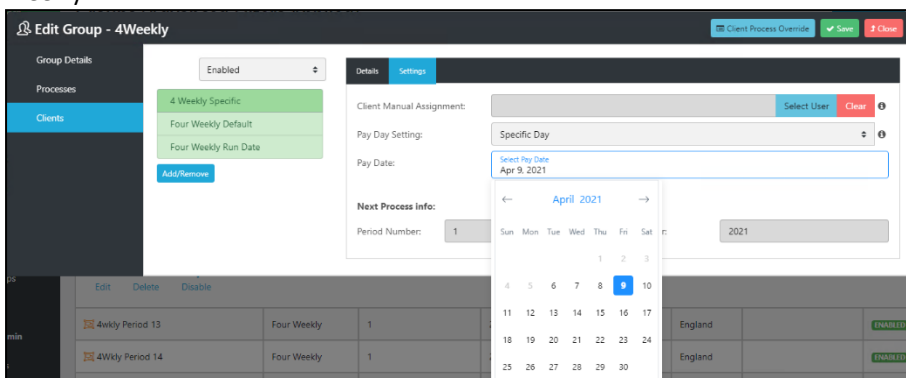 Edit Group - 4Weekly
Client Process Override
Save
Close
Group Details
Processes
Clients
Enabled
4 Weekly Specific
Four Weekly Default
Four Weekly Run Date
Add/Remove
Details Settings
Client Manual Assignment:
Select User Clear
Pay Day Setting:
Specific Day
Pay Date:
Select Pay Date
Apr 9, 2021
Next Process info:
Period Number: 1
2021
April 2021
Sun Mon Tue Wed Thu Fri Sat
1 2 3
4 5 6 7 8 9 10
11 12 13 14 15 16 17
18 19 20 21 22 23 24
25 26 27 28 29 30
Edit Delete Disable
4wkly Period 13 Four Weekly 1 England ENABLED
4Wkly Period 14 Four Weekly 1 England ENABLED